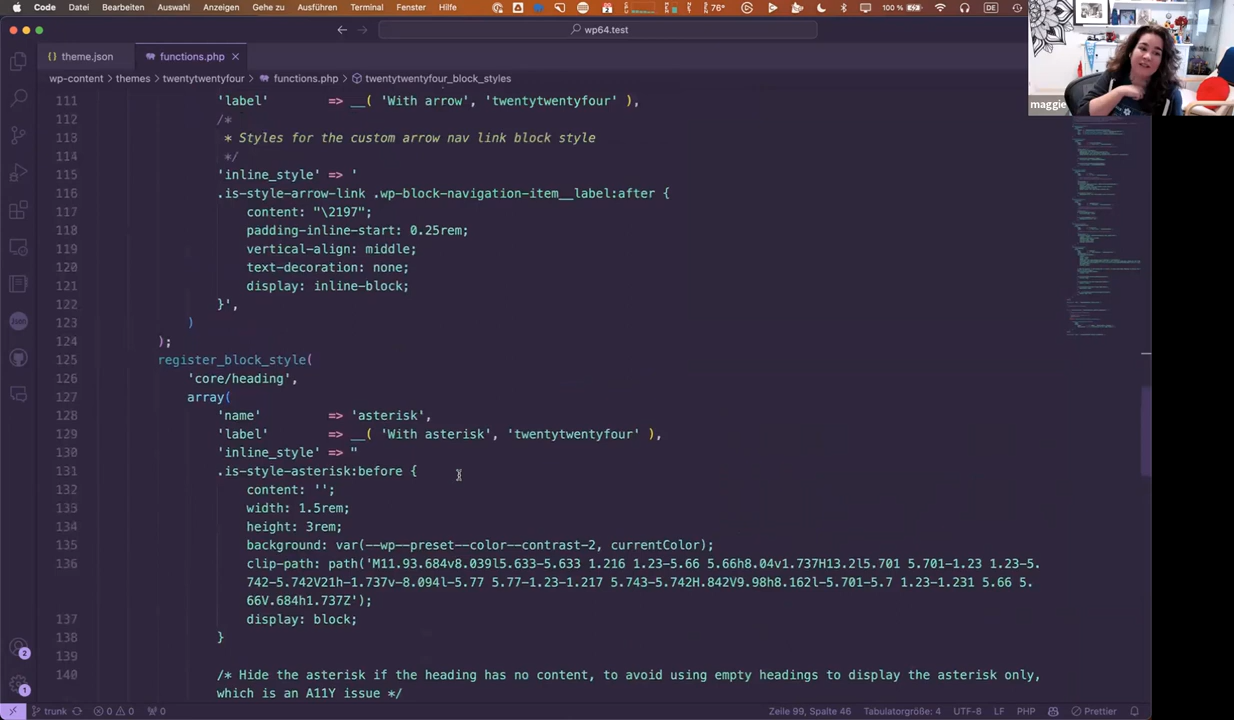 Code Datei Bearbeiten Auswahl Anzeigen Gehe zu Ausführen Terminal Fenster Hilfe 76° 100 % DE
wp64.test
theme.json functions.php
wp-content > themes > twentytwentyfour > functions.php > twentytwentyfour_block_styles
maggie
111 'label' => __( 'With arrow', 'twentytwentyfour' ),
112 /*
113 * Styles for the custom arrow nav link block style
114 */
115 'inline_style' => '
116 .is-style-arrow-link .wp-block-navigation-item__label:after {
117 content: "\2197";
118 padding-inline-start: 0.25rem;
119 vertical-align: middle;
120 text-decoration: none;
121 display: inline-block;
122 }',
123 )
124 );
125 register_block_style(
126 'core/heading',
127 array(
128 'name' => 'asterisk',
129 'label' => __( 'With asterisk', 'twentytwentyfour' ),
130 'inline_style' => "
131 .is-style-asterisk:before {
132 content: '';
133 width: 1.5rem;
134 height: 3rem;
135 background: var(--wp--preset--color--contrast-2, currentColor);
136 clip-path: path('M11.93.684v8.039l5.633-5.633 1.216 1.23-5.66 5.66h8.04v1.737H13.2l5.701 5.701-1.23 1.23-5.
742-5.742V21h-1.737v-8.094l-5.77 5.77-1.23-1.217 5.743-5.742H.842V9.98h8.162l-5.701-5.7 1.23-1.231 5.66 5.
66V.684h1.737Z');
137 display: block;
138 }
139
140 /* Hide the asterisk if the heading has no content, to avoid using empty headings to display the asterisk only,
which is an A11Y issue */
2
1
trunk 0 0 0 Zeile 99, Spalte 46 Tabulatorgröße: 4 UTF-8 LF PHP Prettier